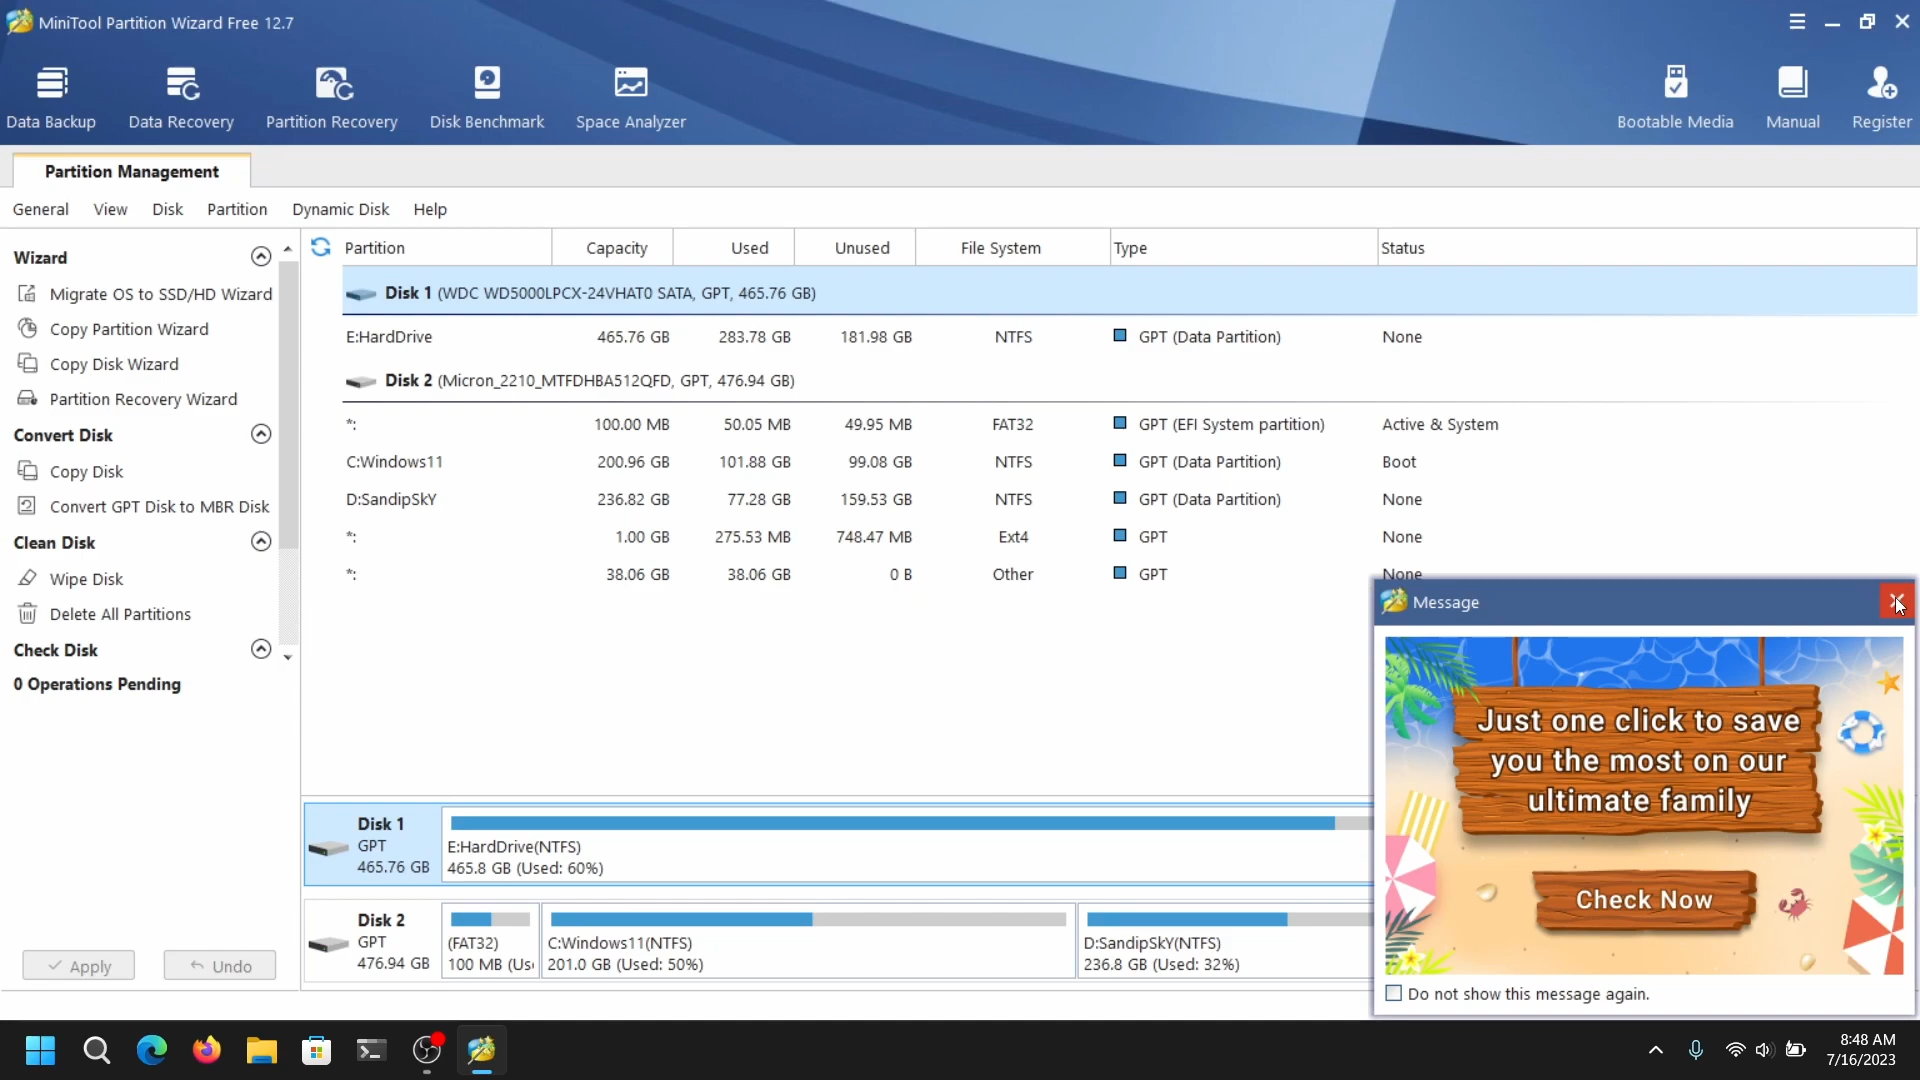 MiniTool Partition Wizard Free 12.7
Data Backup
Data Recovery
Partition Recovery
Disk Benchmark
Space Analyzer
Bootable Media
Manual
Register
Partition Management
General
View
Disk
Partition
Dynamic Disk
Help
Wizard
Migrate OS to SSD/HD Wizard
Copy Partition Wizard
Copy Disk Wizard
Partition Recovery Wizard
Convert Disk
Copy Disk
Convert GPT Disk to MBR Disk
Clean Disk
Wipe Disk
Delete All Partitions
Check Disk
0 Operations Pending
Apply
Undo
Partition Capacity Used Unused File System Type Status
Disk 1 (WDC WD5000LPCX-24VHAT0 SATA, GPT, 465.76 GB)
E:HardDrive 465.76 GB 283.78 GB 181.98 GB NTFS GPT (Data Partition) None
Disk 2 (Micron_2210_MTFDHBA512QFD, GPT, 476.94 GB)
*: 100.00 MB 50.05 MB 49.95 MB FAT32 GPT (EFI System partition) Active & System
C:Windows11 200.96 GB 101.88 GB 99.08 GB NTFS GPT (Data Partition) Boot
D:SandipSkY 236.82 GB 77.28 GB 159.53 GB NTFS GPT (Data Partition) None
*: 1.00 GB 275.53 MB 748.47 MB Ext4 GPT None
*: 38.06 GB 38.06 GB 0 B Other GPT None
Disk 1
GPT
465.76 GB
E:HardDrive(NTFS)
465.8 GB (Used: 60%)
Disk 2
GPT
476.94 GB
(FAT32)
100 MB (Us
C:Windows11(NTFS)
201.0 GB (Used: 50%)
D:SandipSkY(NTFS)
236.8 GB (Used: 32%)
Message
Just one click to save
you the most on our
ultimate family
Check Now
Do not show this message again.
8:48 AM
7/16/2023